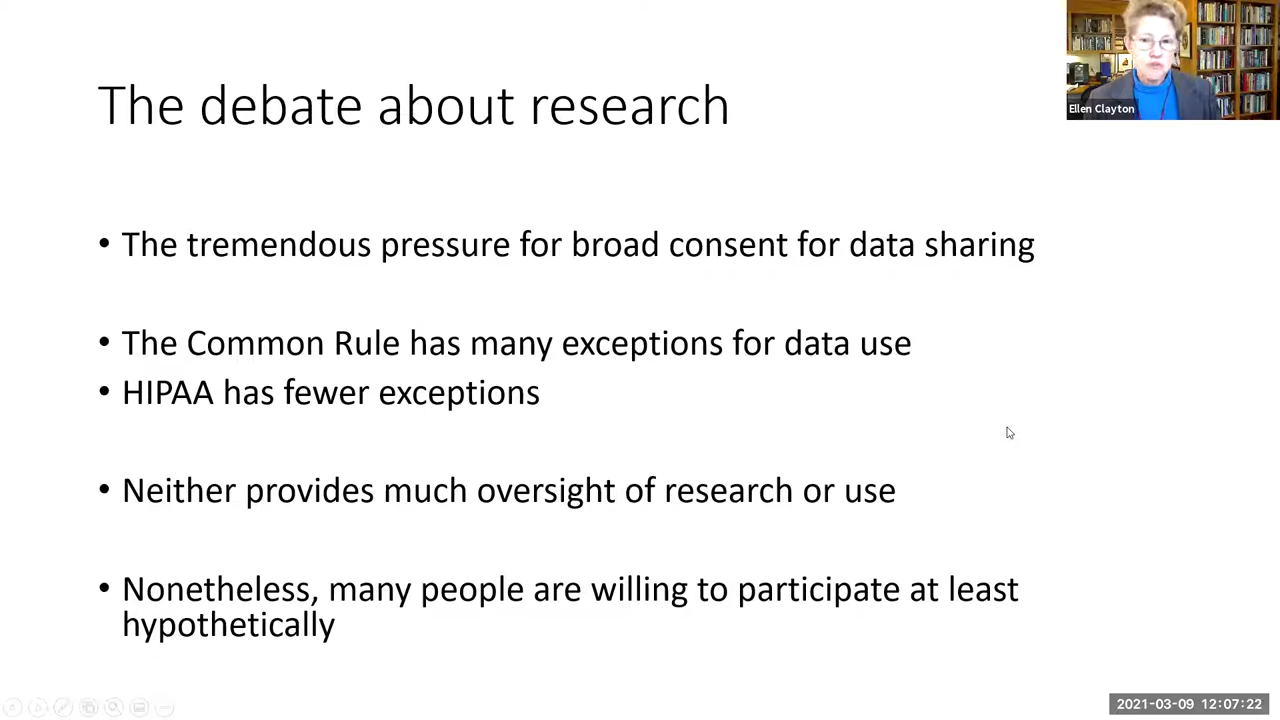 The debate about research
Ellen Clayton
• The tremendous pressure for broad consent for data sharing
• The Common Rule has many exceptions for data use
• HIPAA has fewer exceptions
• Neither provides much oversight of research or use
• Nonetheless, many people are willing to participate at least
hypothetically
2021-03-09 12:07:22